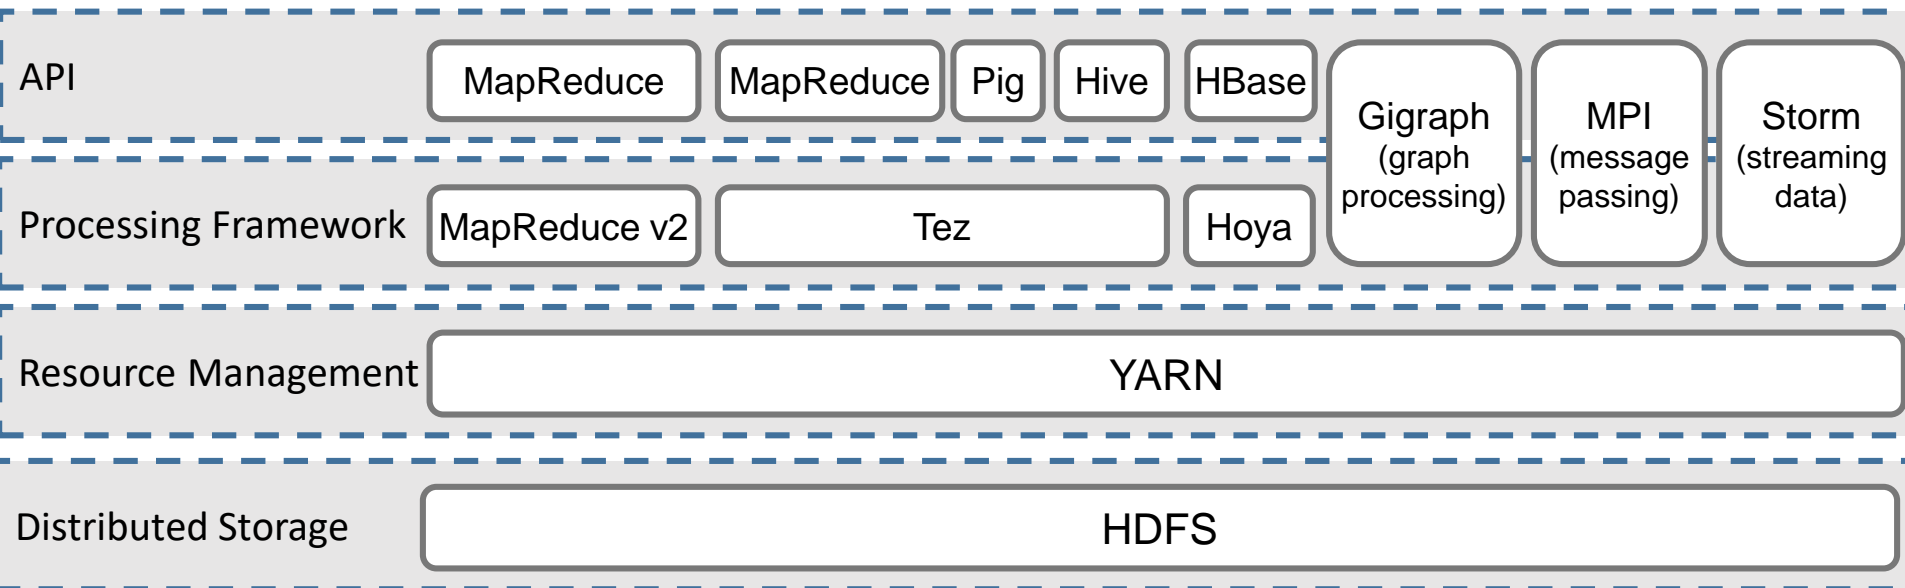 API
MapReduce
MapReduce
Pig
Hive
HBase
Gigraph
(graph
processing)
MPI
(message
passing)
Storm
(streaming
data)
Processing Framework
MapReduce v2
Tez
Hoya
Resource Management
YARN
Distributed Storage
HDFS